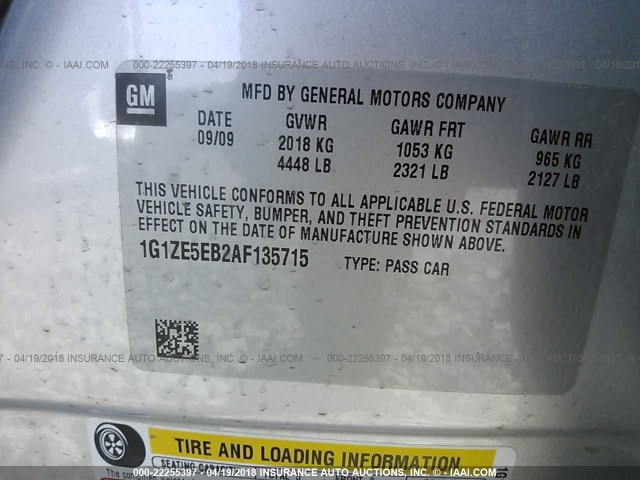 000-22255397 - 04/19/2018 INSURANCE AUTO AUCTIONS, INC. - IAAI.COM
GM
MFD BY GENERAL MOTORS COMPANY
DATE GVWR GAWR FRT GAWR RR
09/09 2018 KG 1053 KG 965 KG
4448 LB 2321 LB 2127 LB
THIS VEHICLE CONFORMS TO ALL APPLICABLE U.S. FEDERAL MOTOR
VEHICLE SAFETY, BUMPER, AND THEFT PREVENTION STANDARDS IN
EFFECT ON THE DATE OF MANUFACTURE SHOWN ABOVE.
1G1ZE5EB2AF135715 TYPE: PASS CAR
000-22255397 - 04/19/2018 INSURANCE AUTO AUCTIONS, INC. - IAAI.COM
TIRE AND LOADING INFORMATION
SEATING CAPACITY
000-22255397 - 04/19/2018 INSURANCE AUTO AUCTIONS, INC. - IAAI.COM